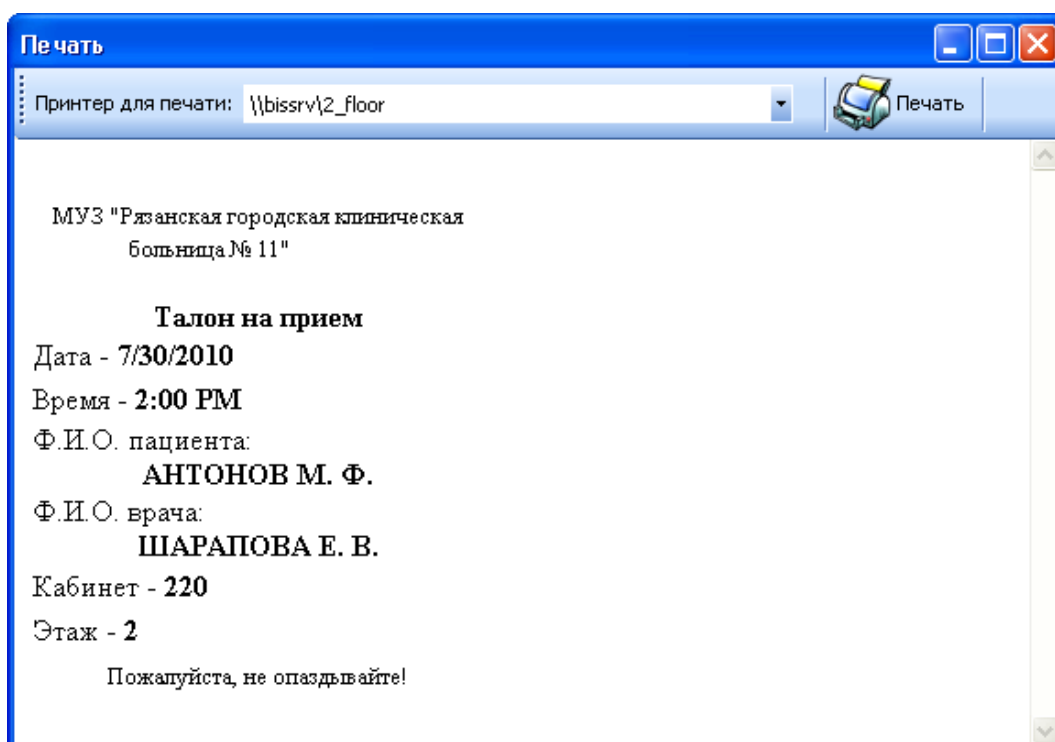 Печать
Принтер для печати: \\bissrv\2_floor Печать
МУЗ "Рязанская городская клиническая
больница № 11"
Талон на прием
Дата - 7/30/2010
Время - 2:00 PM
Ф.И.О. пациента:
АНТОНОВ М. Ф.
Ф.И.О. врача:
ШАРАПОВА Е. В.
Кабинет - 220
Этаж - 2
Пожалуйста, не опаздывайте!